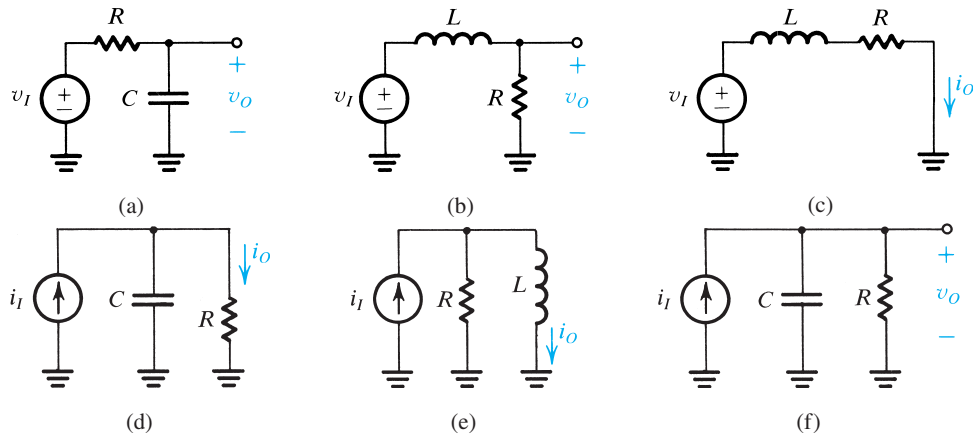 R
v_I
+
−
C
+
v_O
−
(a)
L
v_I
+
−
R
+
v_O
−
(b)
L
R
v_I
+
−
i_O
(c)
i_I
C
i_O
R
(d)
i_I
R
L
i_O
(e)
i_I
C
R
+
v_O
−
(f)